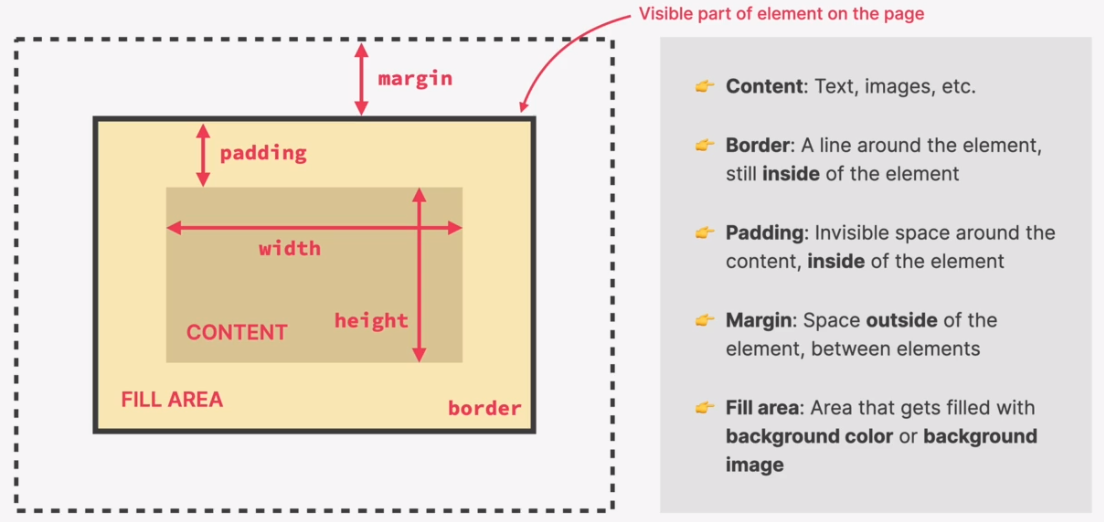 Visible part of element on the page
margin
padding
width
height
CONTENT
FILL AREA
border
👉 Content: Text, images, etc.
👉 Border: A line around the element,
still inside of the element
👉 Padding: Invisible space around the
content, inside of the element
👉 Margin: Space outside of the
element, between elements
👉 Fill area: Area that gets filled with
background color or background
image